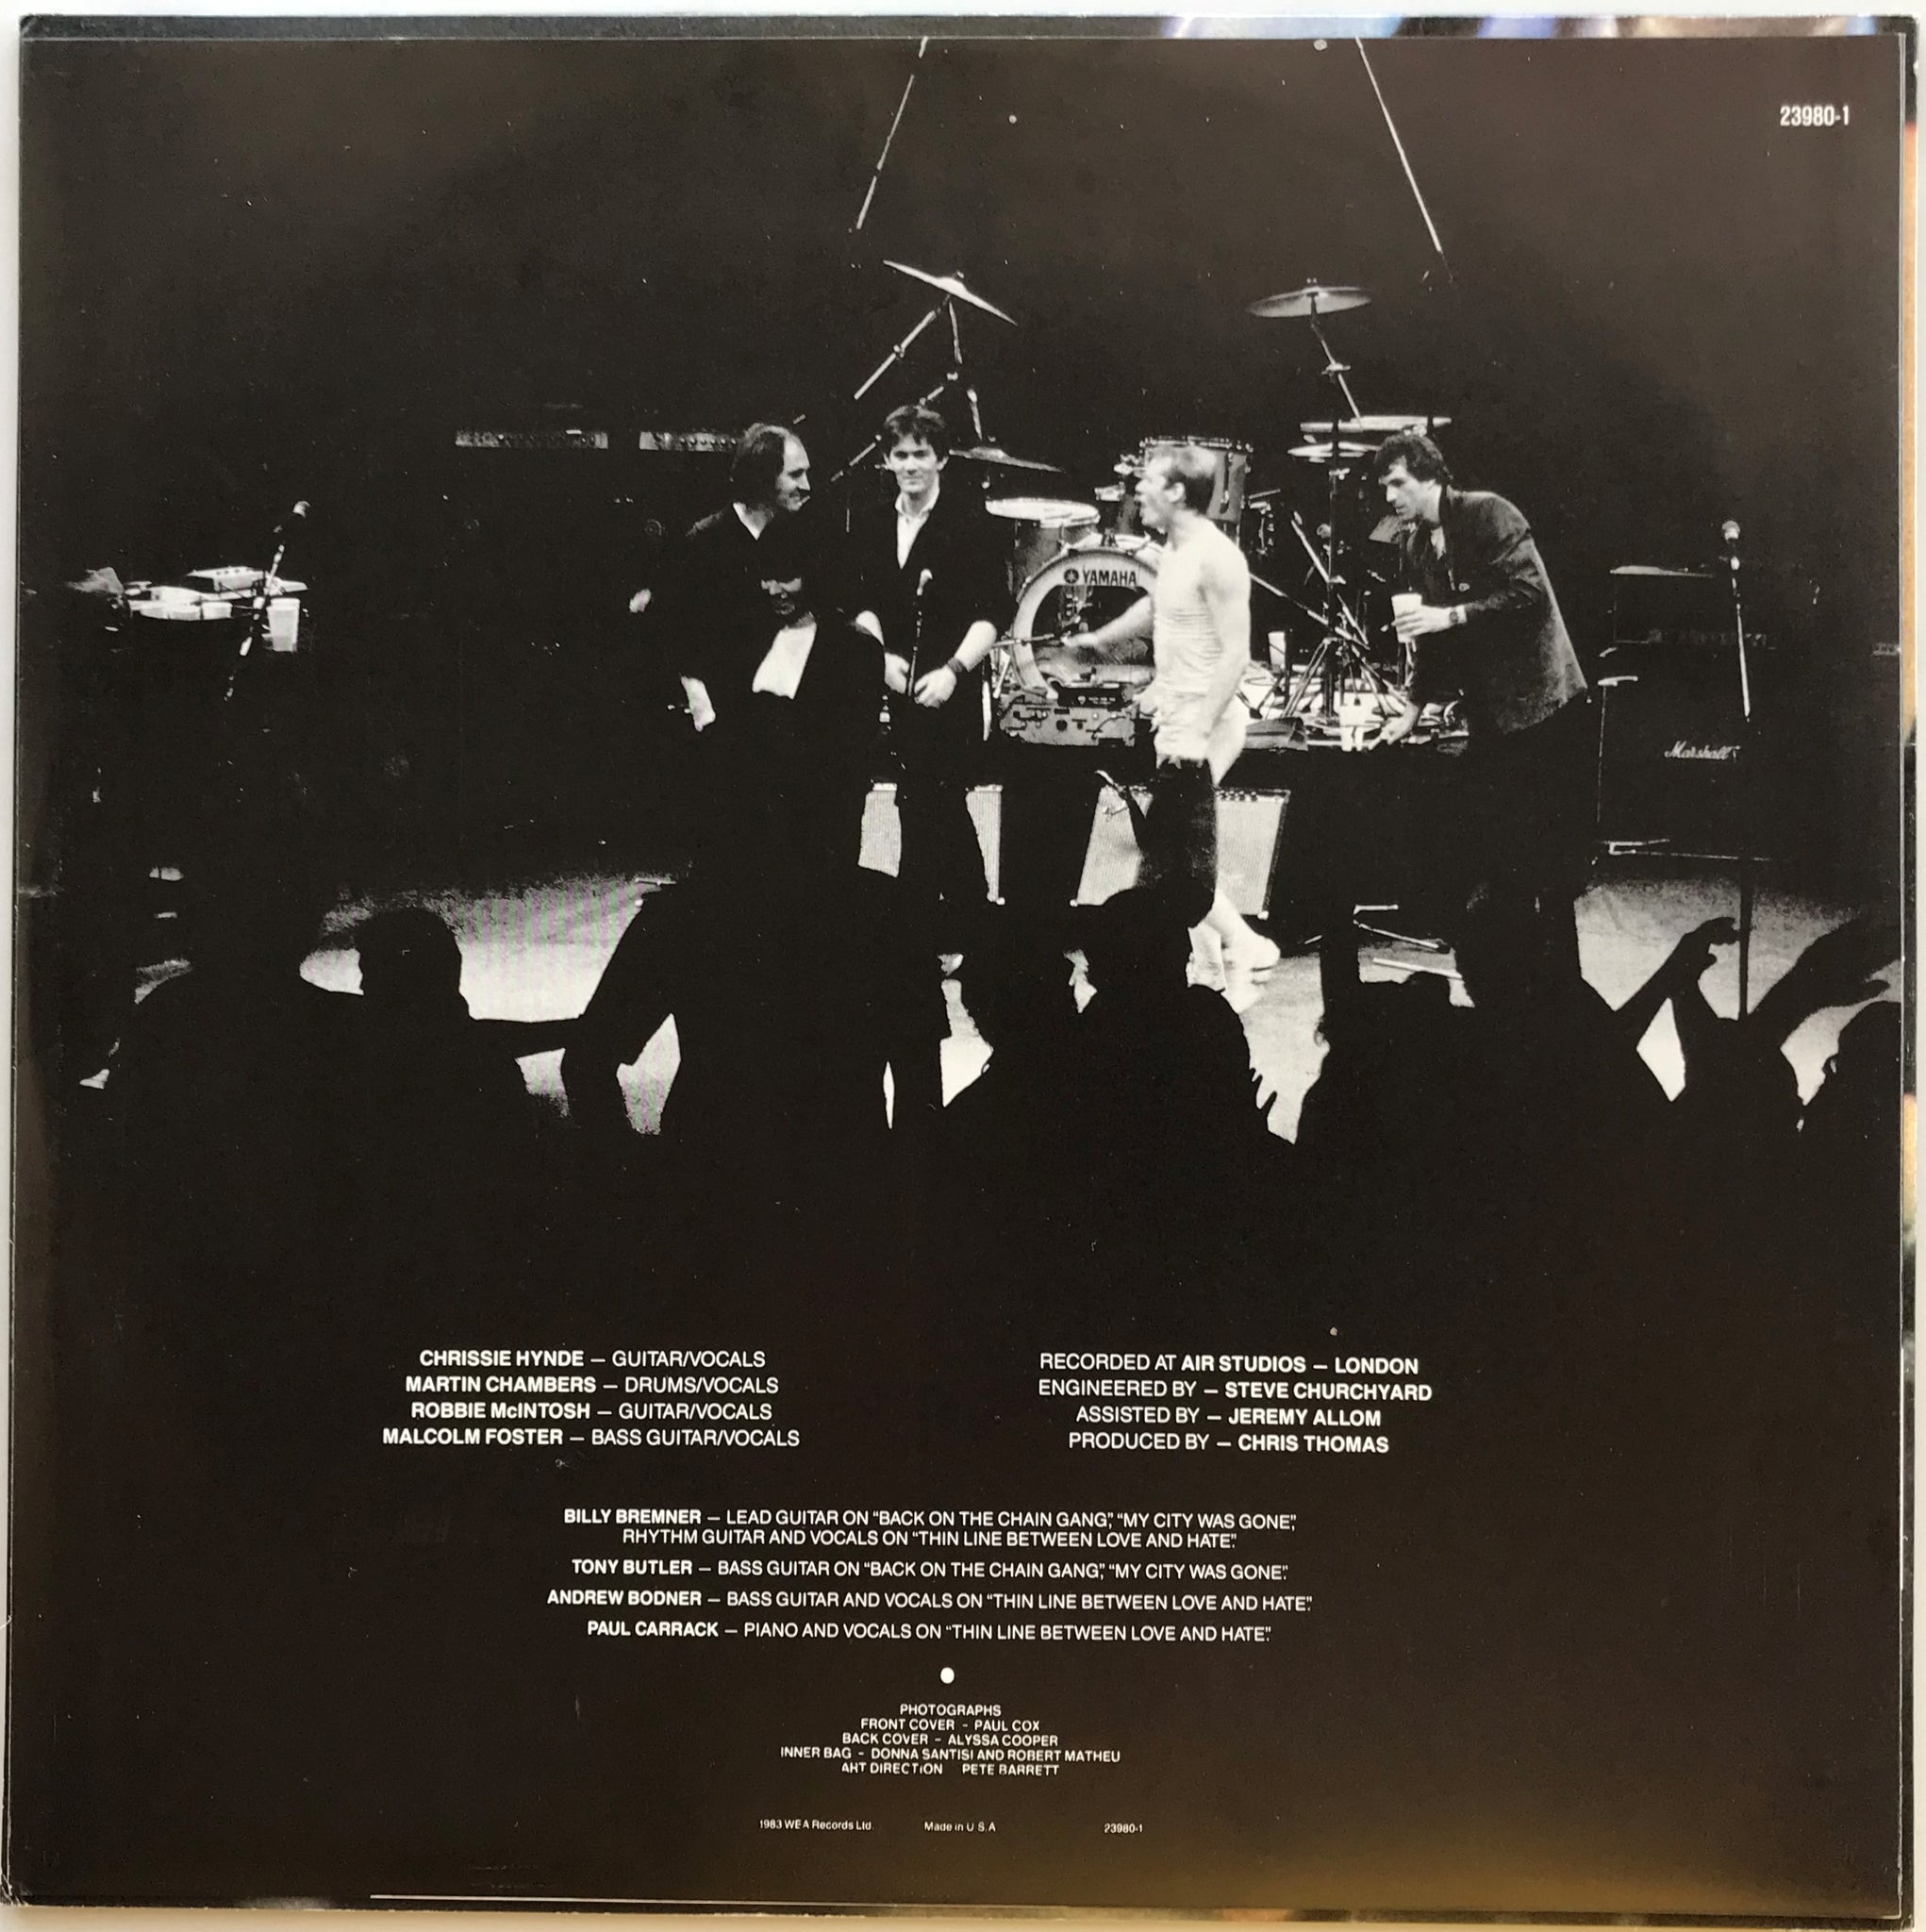 23980-1
YAMAHA
Marshall
CHRISSIE HYNDE — GUITAR/VOCALS
MARTIN CHAMBERS — DRUMS/VOCALS
ROBBIE McINTOSH — GUITAR/VOCALS
MALCOLM FOSTER — BASS GUITAR/VOCALS
RECORDED AT AIR STUDIOS — LONDON
ENGINEERED BY — STEVE CHURCHYARD
ASSISTED BY — JEREMY ALLOM
PRODUCED BY — CHRIS THOMAS
BILLY BREMNER — LEAD GUITAR ON “BACK ON THE CHAIN GANG”, “MY CITY WAS GONE”,
RHYTHM GUITAR AND VOCALS ON “THIN LINE BETWEEN LOVE AND HATE”.
TONY BUTLER — BASS GUITAR ON “BACK ON THE CHAIN GANG”, “MY CITY WAS GONE”.
ANDREW BODNER — BASS GUITAR AND VOCALS ON “THIN LINE BETWEEN LOVE AND HATE”.
PAUL CARRACK — PIANO AND VOCALS ON “THIN LINE BETWEEN LOVE AND HATE”.
PHOTOGRAPHS
FRONT COVER - PAUL COX
BACK COVER - ALYSSA COOPER
INNER BAG - DONNA SANTISI AND ROBERT MATHEU
ART DIRECTION PETE BARRETT
1983 WEA Records Ltd. Made in U.S.A 23980-1